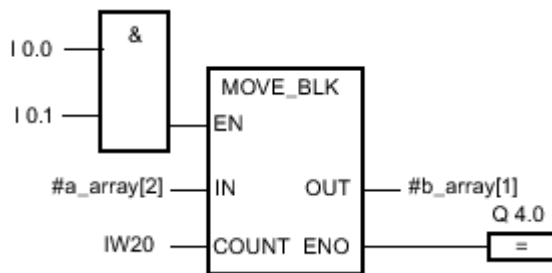 &
I 0.0
MOVE_BLK
I 0.1
EN
#a_array[2] IN OUT #b_array[1]
Q 4.0
IW20 COUNT ENO =